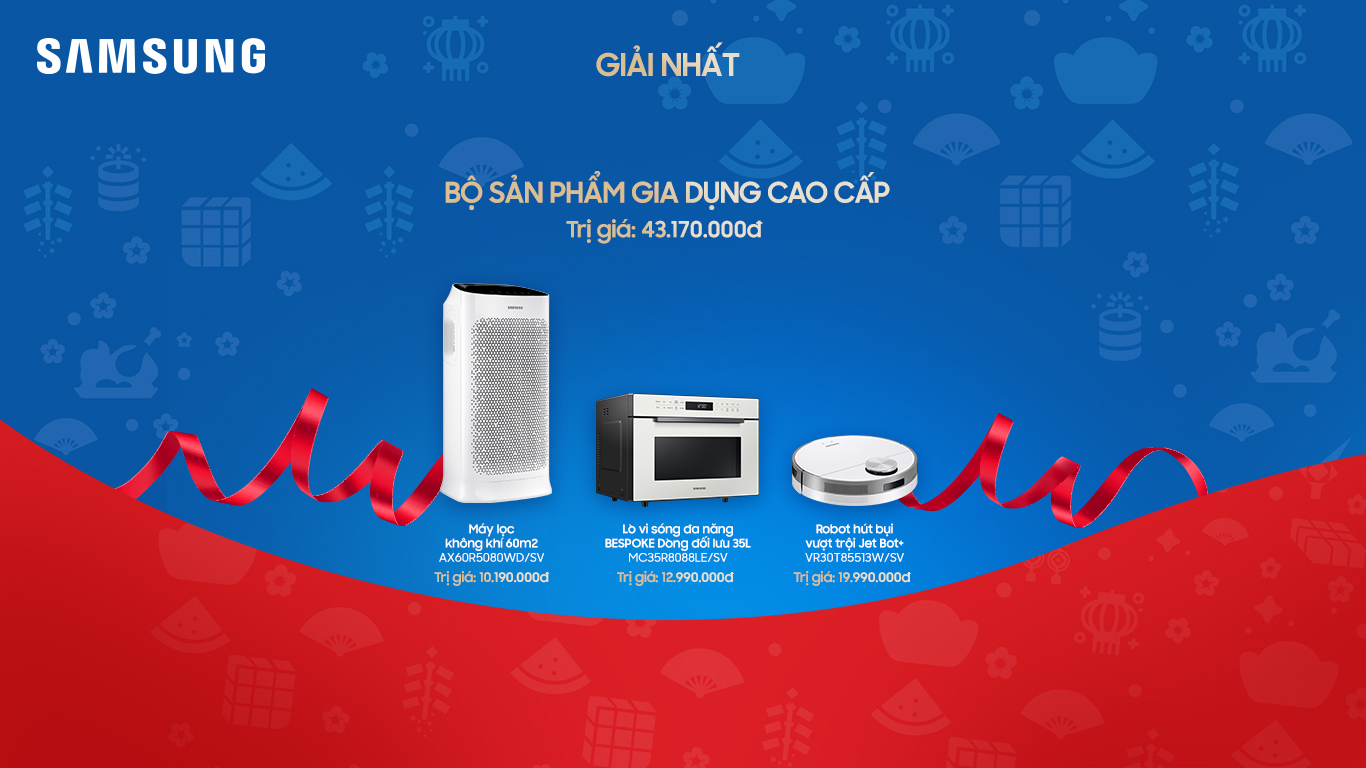 SAMSUNG
GIẢI NHẤT
BỘ SẢN PHẨM GIA DỤNG CAO CẤP
Trị giá: 43.170.000đ
Máy lọc
không khí 60m2
AX60R5080WD/SV
Trị giá: 10.190.000đ
Lò vi sóng đa năng
BESPOKE Dòng đối lưu 35L
MC35R8088LE/SV
Trị giá: 12.990.000đ
Robot hút bụi
vượt trội Jet Bot+
VR30T85513W/SV
Trị giá: 19.990.000đ